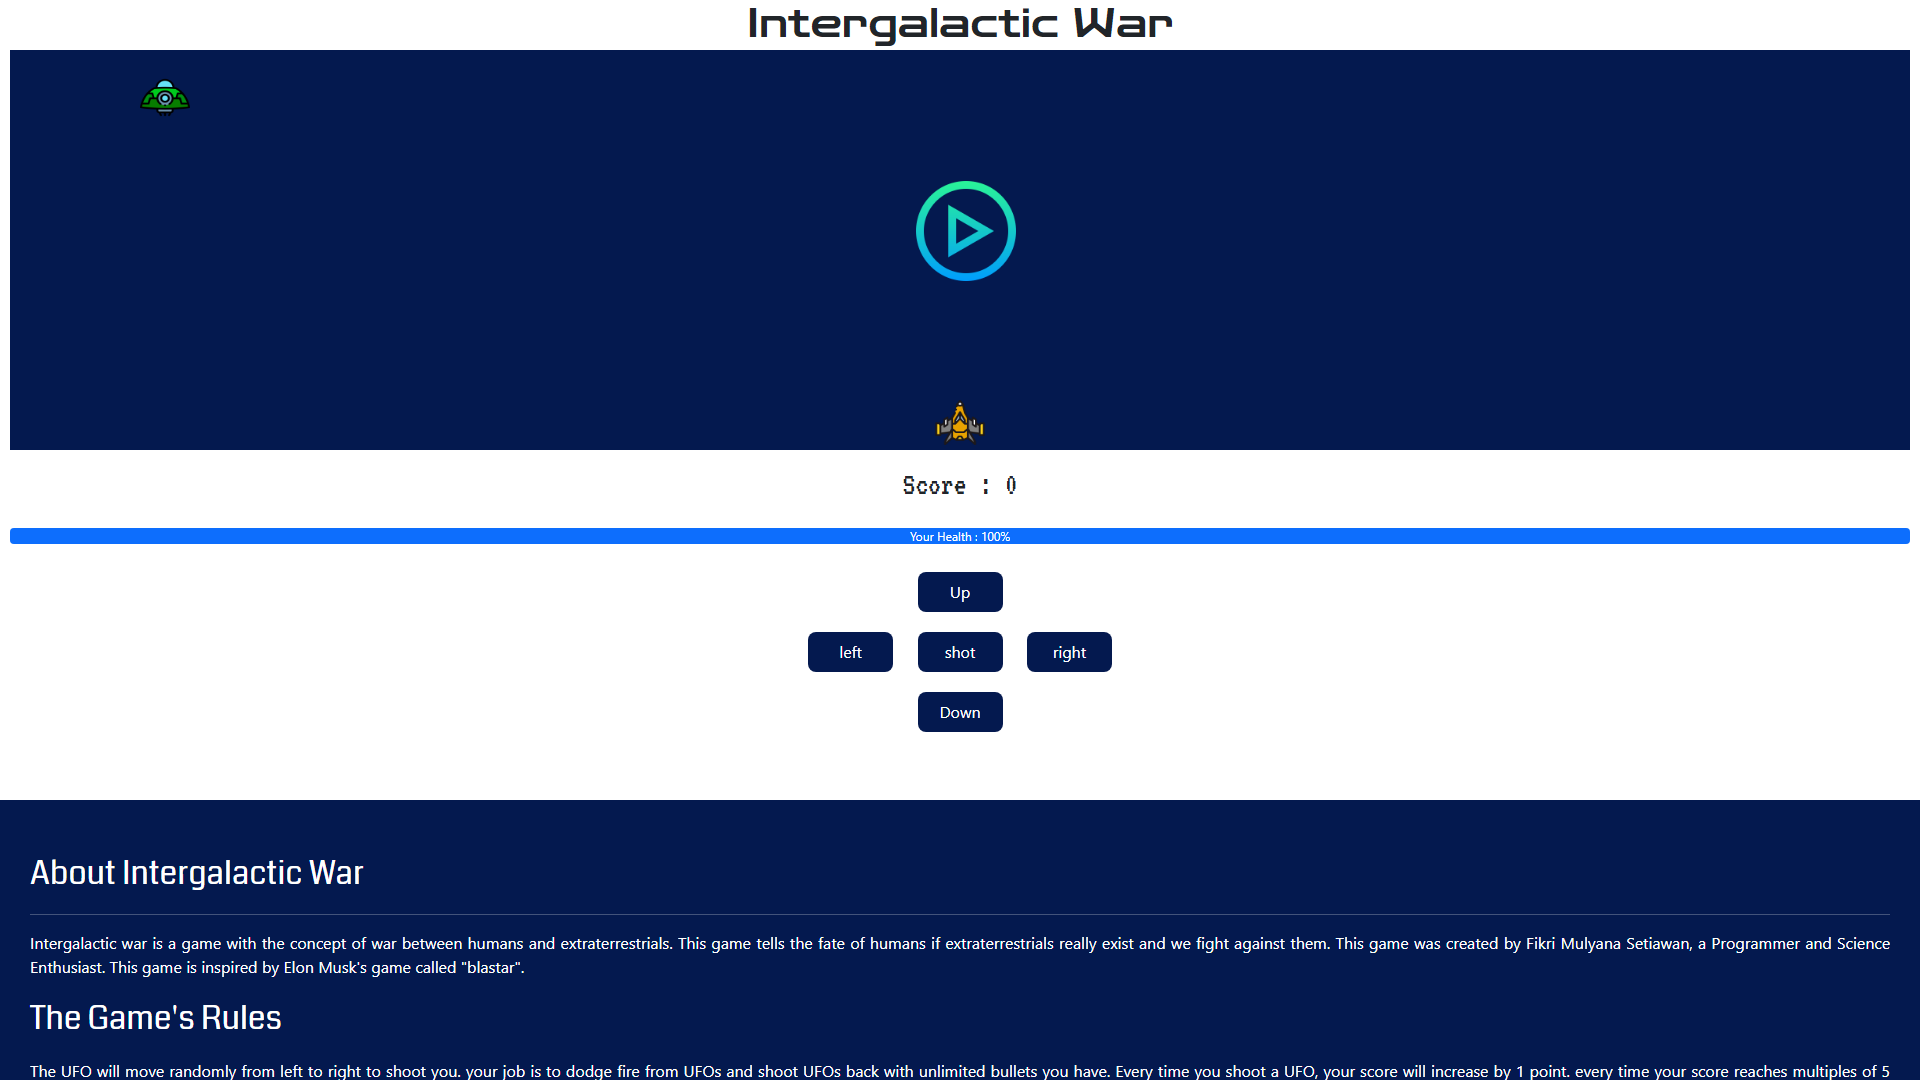 Intergalactic War
Score : 0
Your Health : 100%
Up
left shot right
Down
About Intergalactic War
Intergalactic war is a game with the concept of war between humans and extraterrestrials. This game tells the fate of humans if extraterrestrials really exist and we fight against them. This game was created by Fikri Mulyana Setiawan, a Programmer and Science
Enthusiast. This game is inspired by Elon Musk's game called "blastar".
The Game's Rules
The UFO will move randomly from left to right to shoot you. your job is to dodge fire from UFOs and shoot UFOs back with unlimited bullets you have. Every time you shoot a UFO, your score will increase by 1 point. every time your score reaches multiples of 5